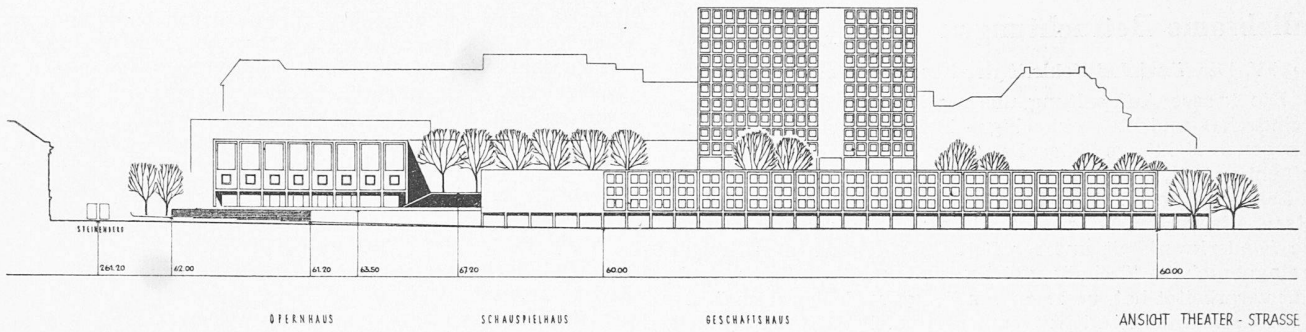 STEINENBERG
261.20 62.00 61.20 63.50 67.20 60.00 60.00
OPERNHAUS SCHAUSPIELHAUS GESCHÄFTSHAUS ANSICHT THEATER - STRASSE